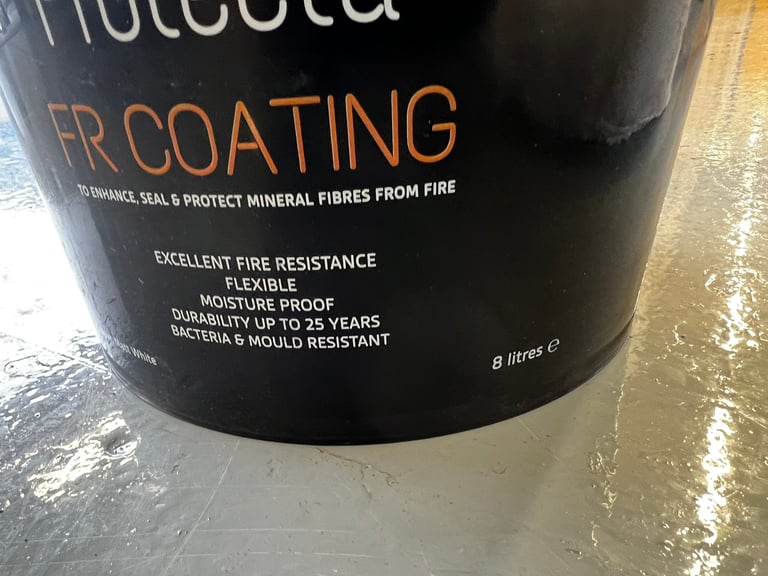 Protecta
FR COATING
TO ENHANCE, SEAL & PROTECT MINERAL FIBRES FROM FIRE
EXCELLENT FIRE RESISTANCE
FLEXIBLE
MOISTURE PROOF
DURABILITY UP TO 25 YEARS
BACTERIA & MOULD RESISTANT
White
8 litres ℮